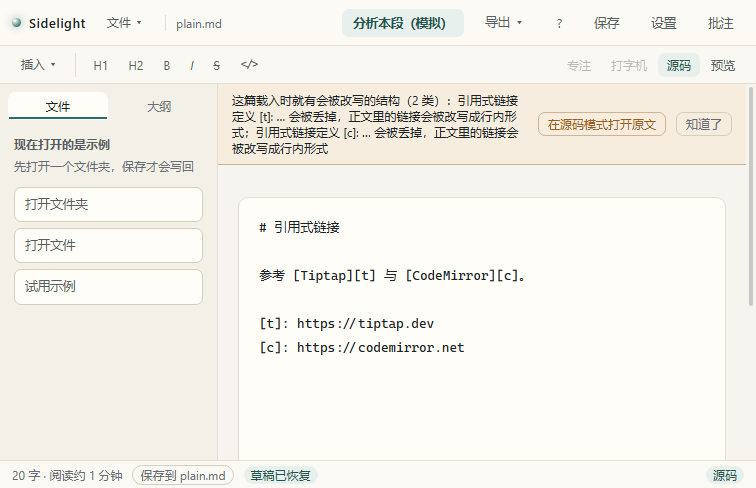 Sidelight 文件 plain.md 分析本段（模拟） 导出 ? 保存 设置 批注
插入 H1 H2 B I S </> 专注 打字机 源码 预览
文件 大纲
现在打开的是示例
先打开一个文件夹，保存才会写回
打开文件夹
打开文件
试用示例
这篇载入时就有会被改写的结构（2 类）：引用式链接
定义 [t]: … 会被丢掉，正文里的链接会被改写成行内形
式；引用式链接定义 [c]: … 会被丢掉，正文里的链接会
被改写成行内形式
在源码模式打开原文 知道了
# 引用式链接
参考 [Tiptap][t] 与 [CodeMirror][c]。
[t]: https://tiptap.dev
[c]: https://codemirror.net
20 字 · 阅读约 1 分钟 保存到 plain.md 草稿已恢复 源码